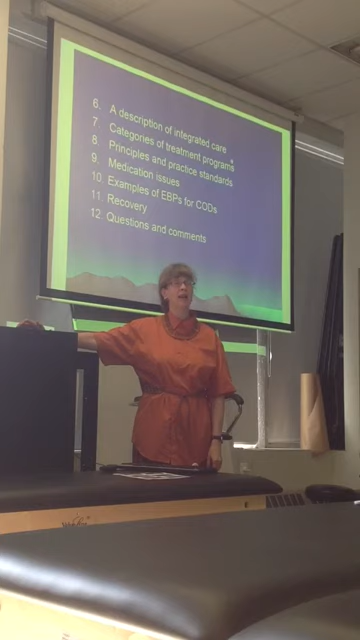 6. A description of integrated care
7. Categories of treatment programs
8. Principles and practice standards
9. Medication issues
10 Examples of EBPs for CODs
11. Recovery
12 Questions and comments